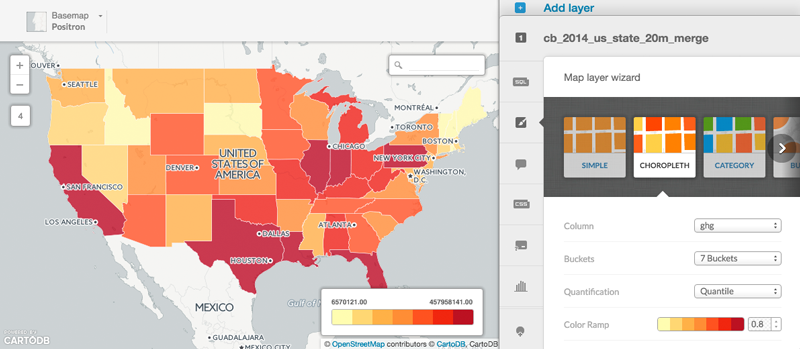 Basemap
Positron
Add layer
1
cb_2014_us_state_20m_merge
Map layer wizard
SQL
CSS
SIMPLE
CHOROPLETH
CATEGORY
BU
Column
ghg
Buckets
7 Buckets
Quantification
Quantile
Color Ramp
0.8
+
−
4
VANCOUVER
SEATTLE
MONTRÉAL
TORONTO
BOSTON
CHICAGO
NEW YORK CITY
UNITED
STATES OF
AMERICA
DENVER
WASHINGTON,
D.C.
SAN FRANCISCO
LOS ANGELES
ATLANTA
DALLAS
HOUSTON
MEXICO
Gulf of
GUADALAJARA
MEXICO CITY
6570121.00
457958141.00
POWERED BY
CARTODB
© OpenStreetMap contributors © CartoDB, CartoDB